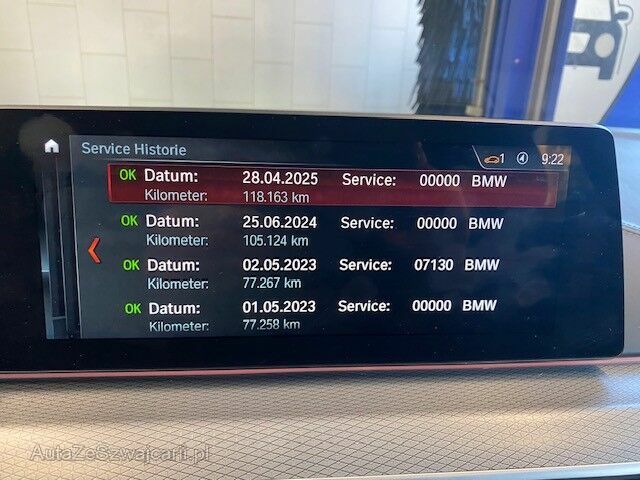 Service Historie
1 9:22
OK Datum: 28.04.2025 Service: 00000 BMW
Kilometer: 118.163 km
OK Datum: 25.06.2024 Service: 00000 BMW
Kilometer: 105.124 km
OK Datum: 02.05.2023 Service: 07130 BMW
Kilometer: 77.267 km
OK Datum: 01.05.2023 Service: 00000 BMW
Kilometer: 77.258 km
AutaZeSzwajcarii.pl